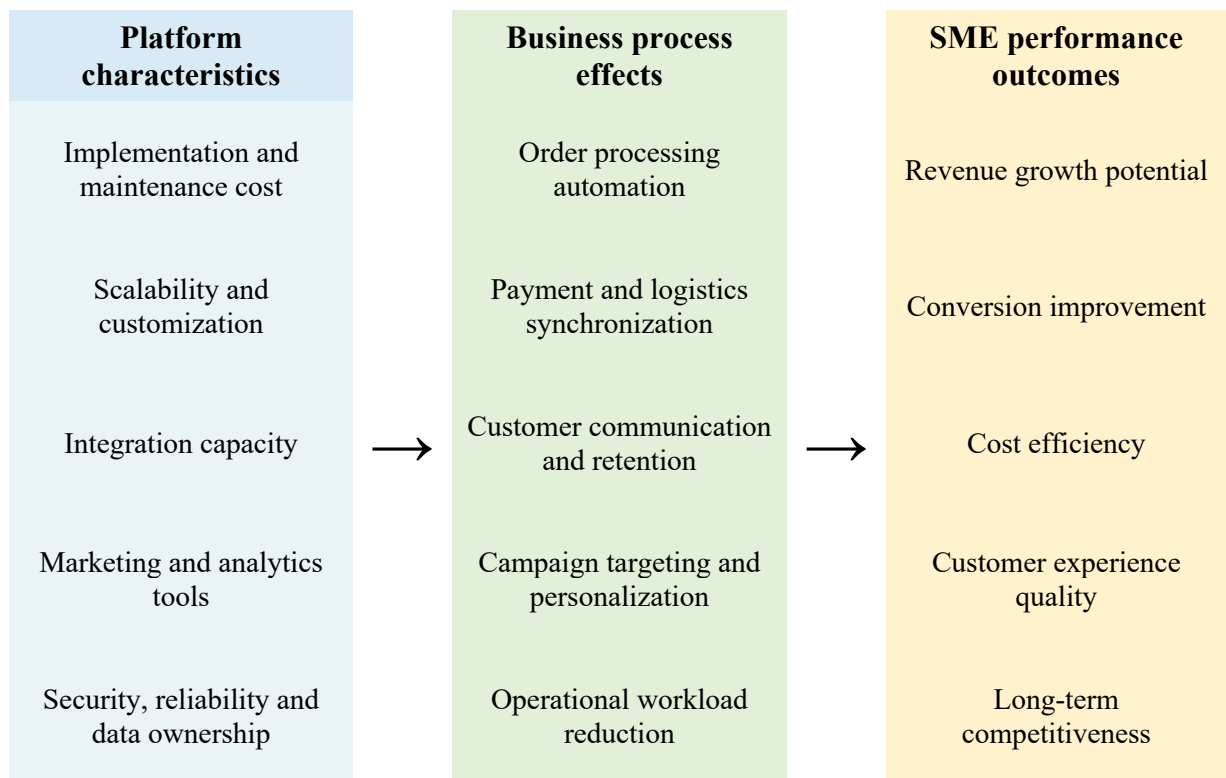 Platform
characteristics
Implementation and
maintenance cost
Scalability and
customization
Integration capacity
Marketing and analytics
tools
Security, reliability and
data ownership
→
Business process
effects
Order processing
automation
Payment and logistics
synchronization
Customer communication
and retention
Campaign targeting and
personalization
Operational workload
reduction
→
SME performance
outcomes
Revenue growth potential
Conversion improvement
Cost efficiency
Customer experience
quality
Long-term
competitiveness